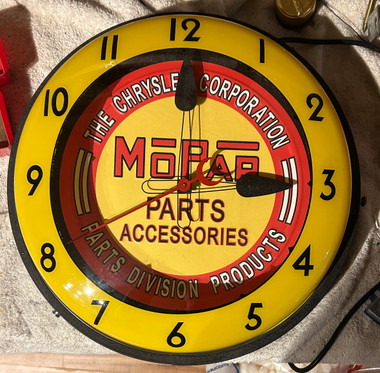 12
1
2
3
4
5
6
7
8
9
10
11
THE CHRYSLER CORPORATION
MOPAR
PARTS
ACCESSORIES
PARTS DIVISION PRODUCTS